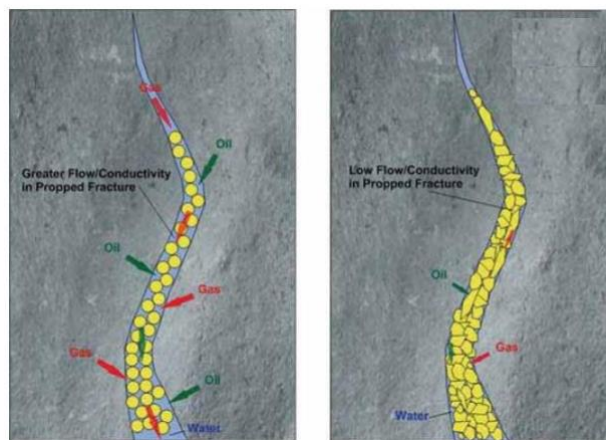 Gas
Oil
Greater Flow/Conductivity
in Propped Fracture
Oil
Gas
Gas
Oil
Water
Low Flow/Conductivity
in Propped Fracture
Oil
Gas
Water